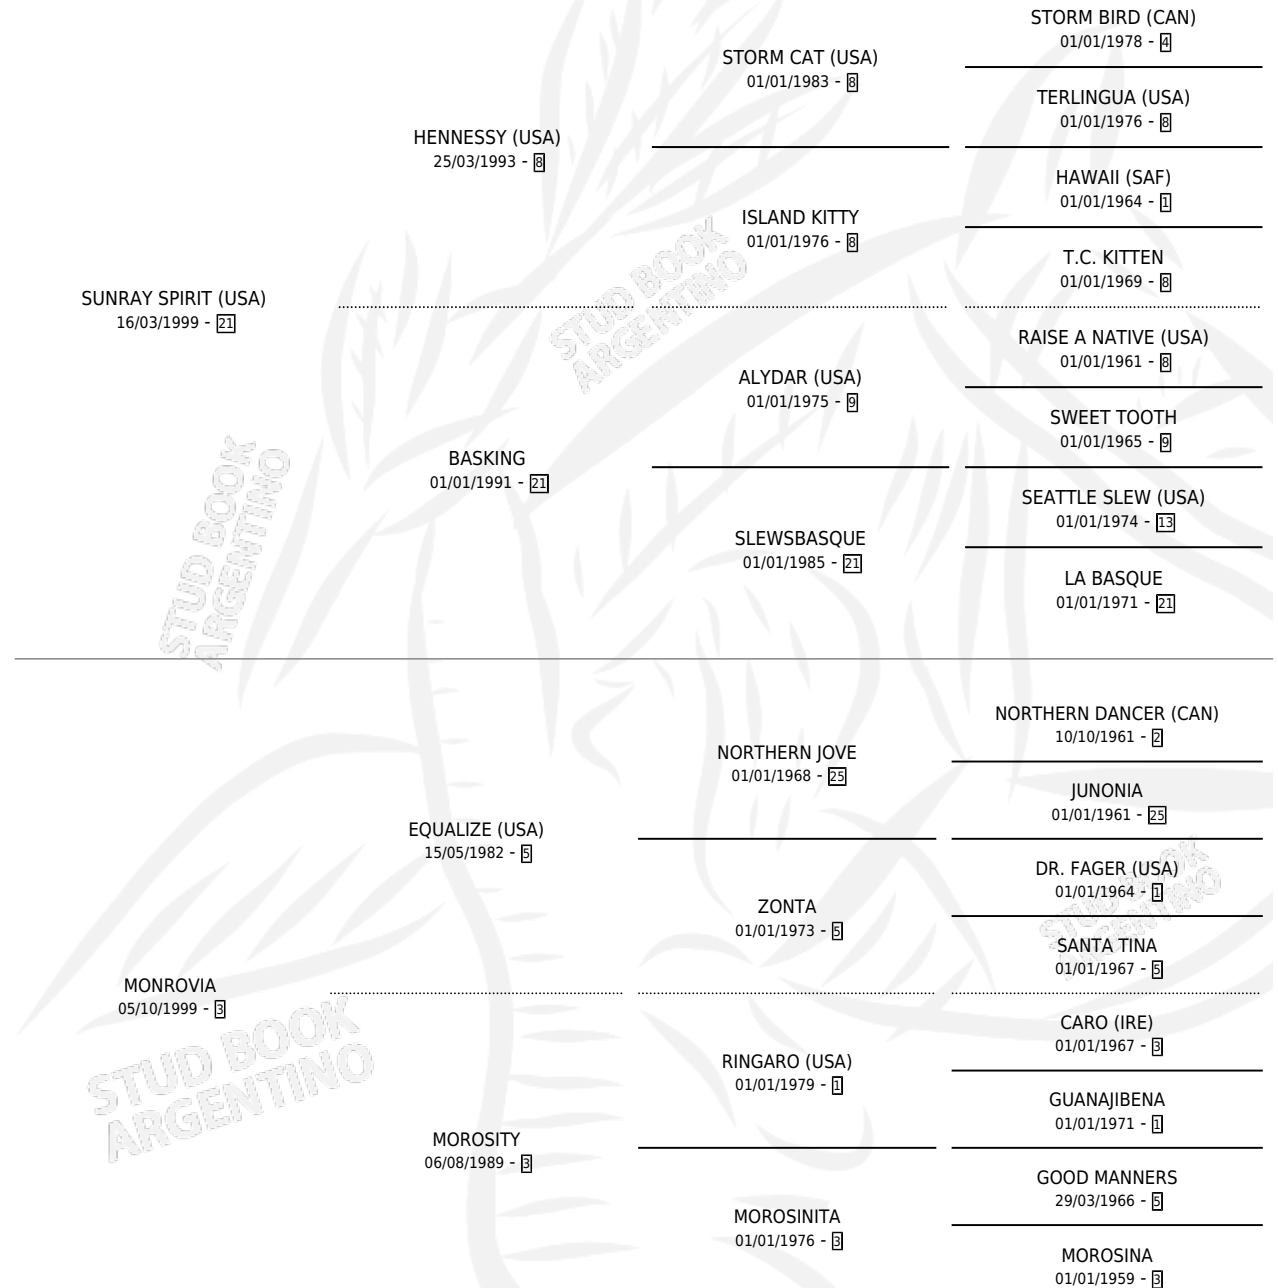 STORM BIRD (CAN)
01/01/1978 - 4
STORM CAT (USA)
01/01/1983 - 8
TERLINGUA (USA)
01/01/1976 - 8
HENNESSY (USA)
25/03/1993 - 8
HAWAII (SAF)
01/01/1964 - 1
ISLAND KITTY
01/01/1976 - 8
T.C. KITTEN
01/01/1969 - 8
SUNRAY SPIRIT (USA)
16/03/1999 - 21
RAISE A NATIVE (USA)
01/01/1961 - 8
ALYDAR (USA)
01/01/1975 - 9
SWEET TOOTH
01/01/1965 - 9
BASKING
01/01/1991 - 21
SEATTLE SLEW (USA)
01/01/1974 - 13
SLEWSBASQUE
01/01/1985 - 21
LA BASQUE
01/01/1971 - 21
STUD BOOK
ARGENTINO
STUD BOOK
ARGENTINO
NORTHERN DANCER (CAN)
10/10/1961 - 2
NORTHERN JOVE
01/01/1968 - 25
JUNONIA
01/01/1961 - 25
EQUALIZE (USA)
15/05/1982 - 5
DR. FAGER (USA)
01/01/1964 - 1
ZONTA
01/01/1973 - 5
SANTA TINA
01/01/1967 - 5
MONROVIA
05/10/1999 - 3
CARO (IRE)
01/01/1967 - 3
RINGARO (USA)
01/01/1979 - 1
GUANAJIBENA
01/01/1971 - 1
MOROSITY
06/08/1989 - 3
GOOD MANNERS
29/03/1966 - 5
MOROSINITA
01/01/1976 - 3
MOROSINA
01/01/1959 - 3
STUD BOOK
ARGENTINO
STUD BOOK
ARGENTINO